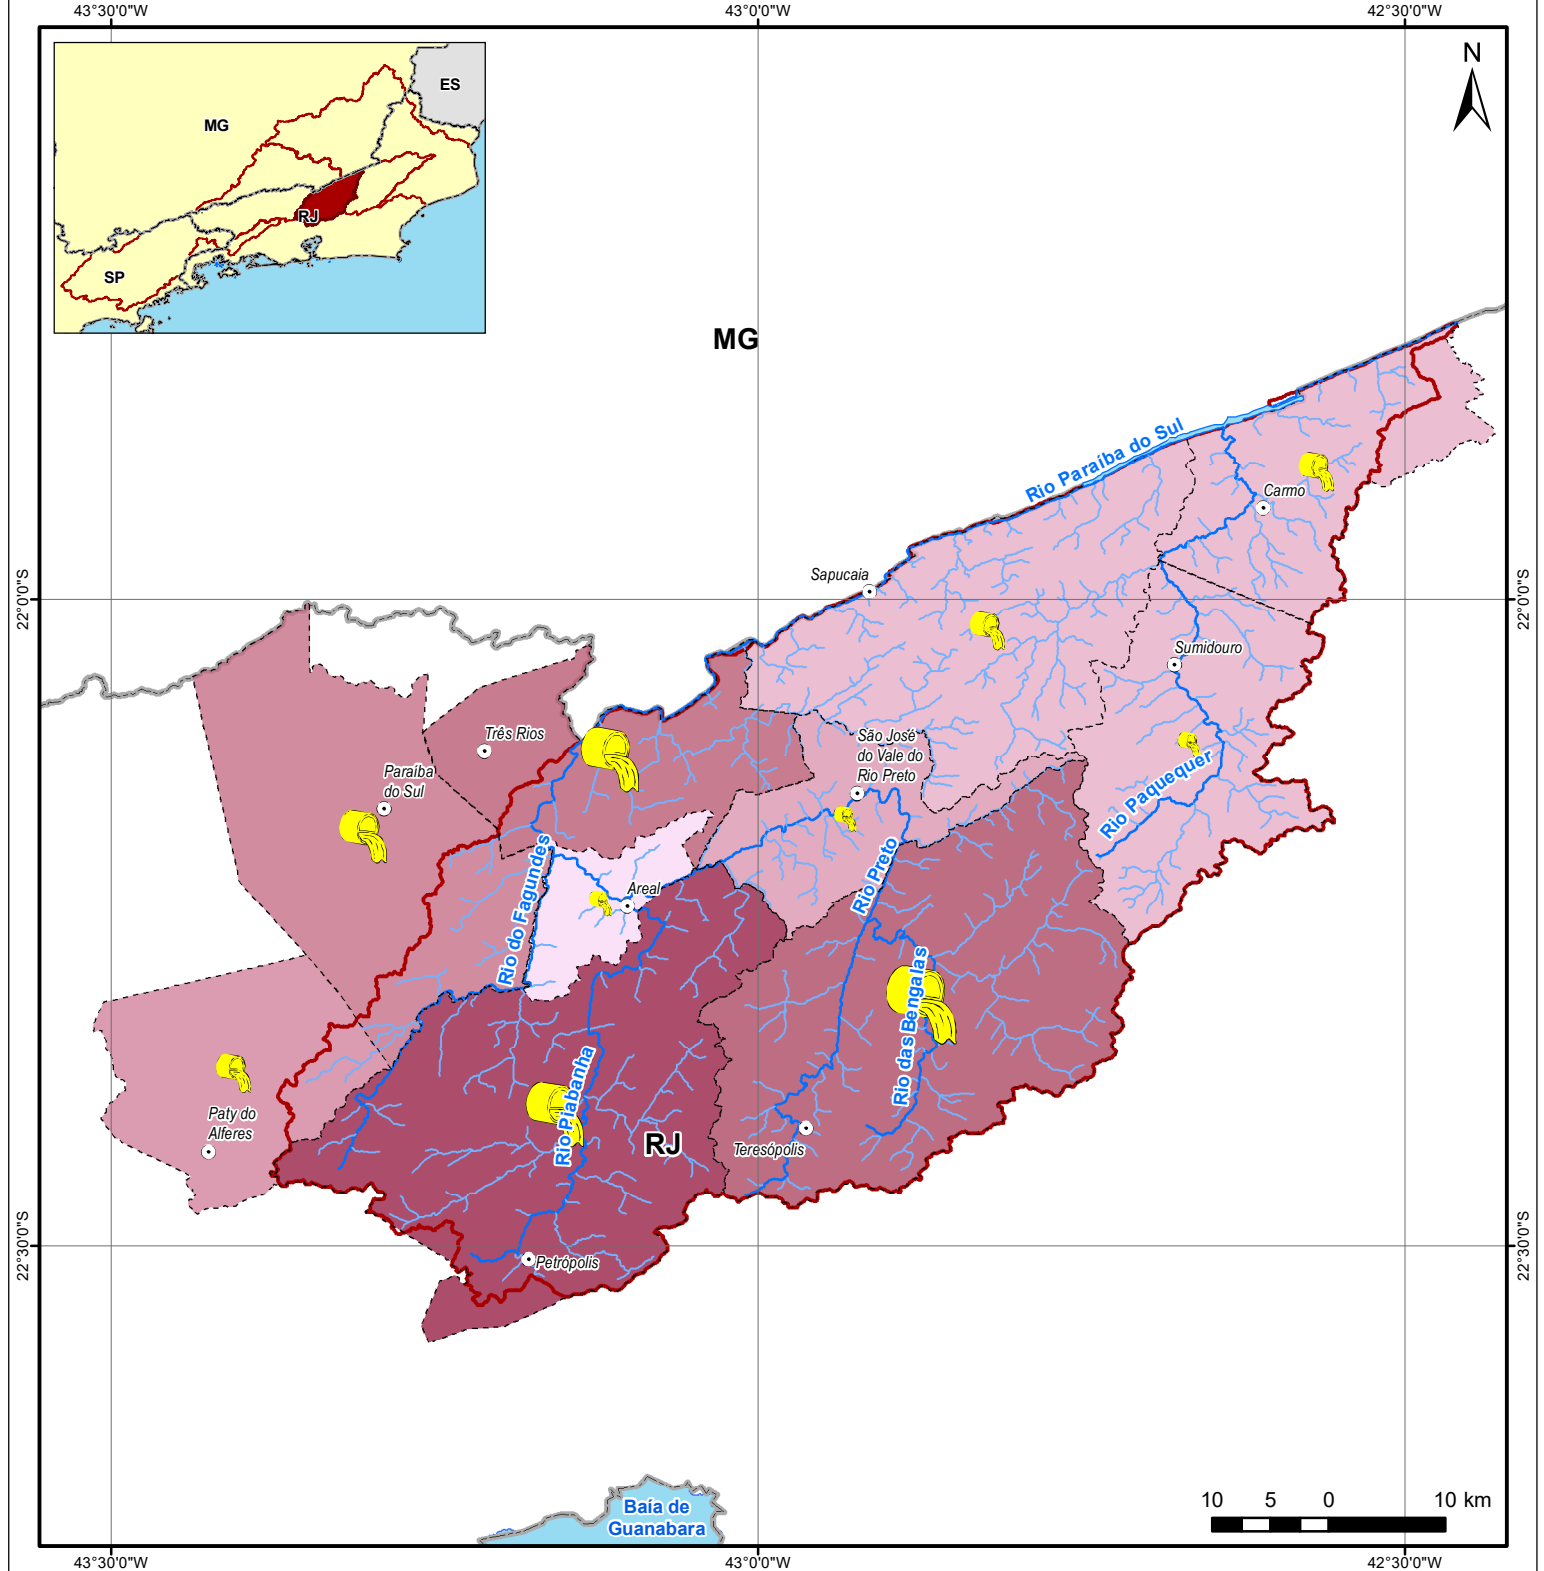 43°30'0"W
43°0'0"W
42°30'0"W
ES
MG
RJ
SP
N
MG
Rio Paraíba do Sul
Carmo
Sapucaia
22°0'0"S
22°0'0"S
Sumidouro
Três Rios
São José
do Vale do
Rio Preto
Paraíba
do Sul
Rio Paquequer
Rio Preto
Rio do Fagundes
Areal
Rio das Bengalas
Rio Piabanha
Paty do
Alferes
RJ
Teresópolis
22°30'0"S
22°30'0"S
Petrópolis
Baía de
Guanabara
10 5 0 10 km
43°30'0"W
43°0'0"W
42°30'0"W